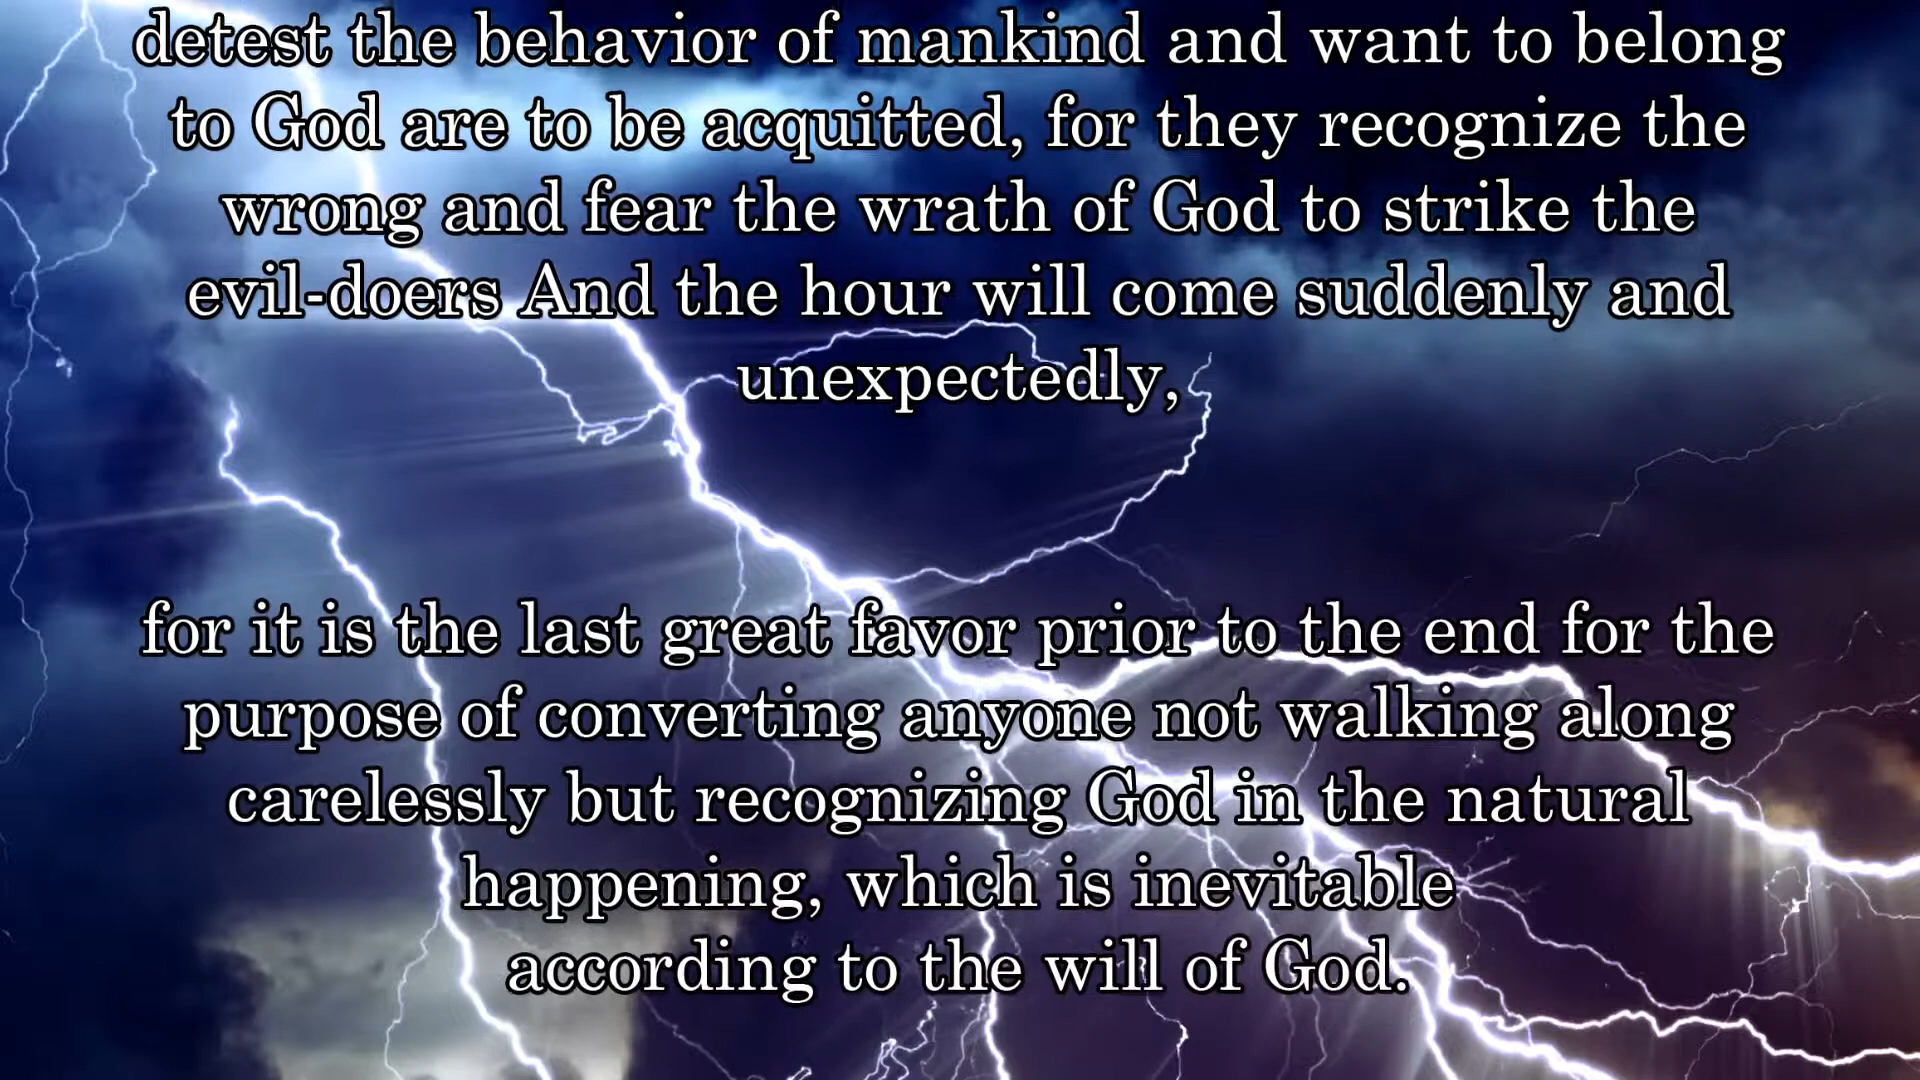 detest the behavior of mankind and want to belong
to God are to be acquitted, for they recognize the
wrong and fear the wrath of God to strike the
evil-doers And the hour will come suddenly and
unexpectedly,
for it is the last great favor prior to the end for the
purpose of converting anyone not walking along
carelessly but recognizing God in the natural
happening, which is inevitable
according to the will of God.